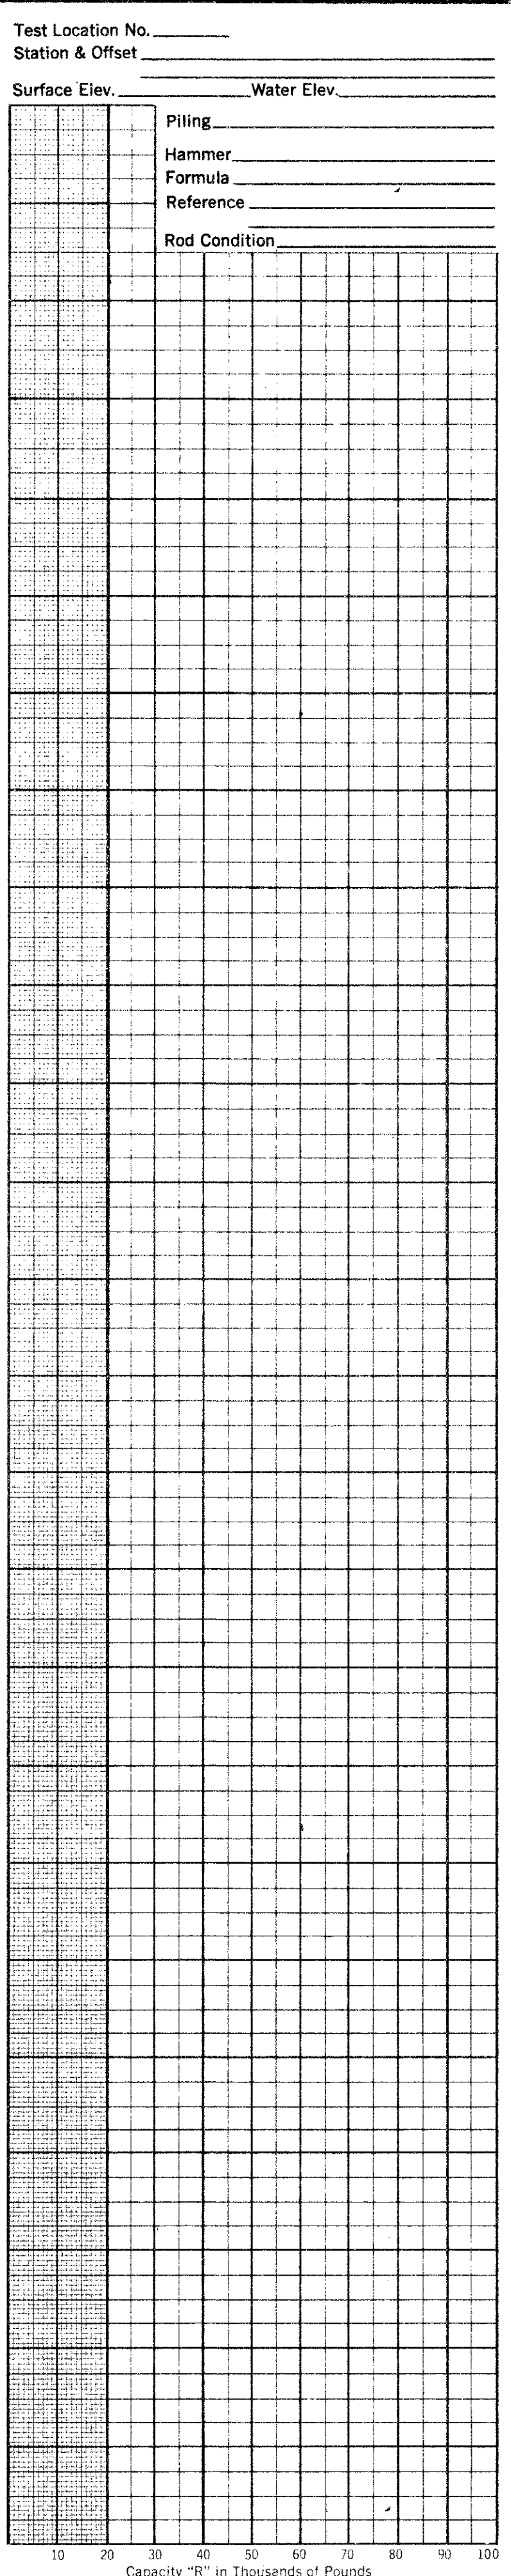 Test Location No.
Station & Offset
Surface Elev. Water Elev.
Piling
Hammer
Formula
Reference
Rod Condition
10 20 30 40 50 60 70 80 90 100
Capacity "R" in Thousands of Pounds